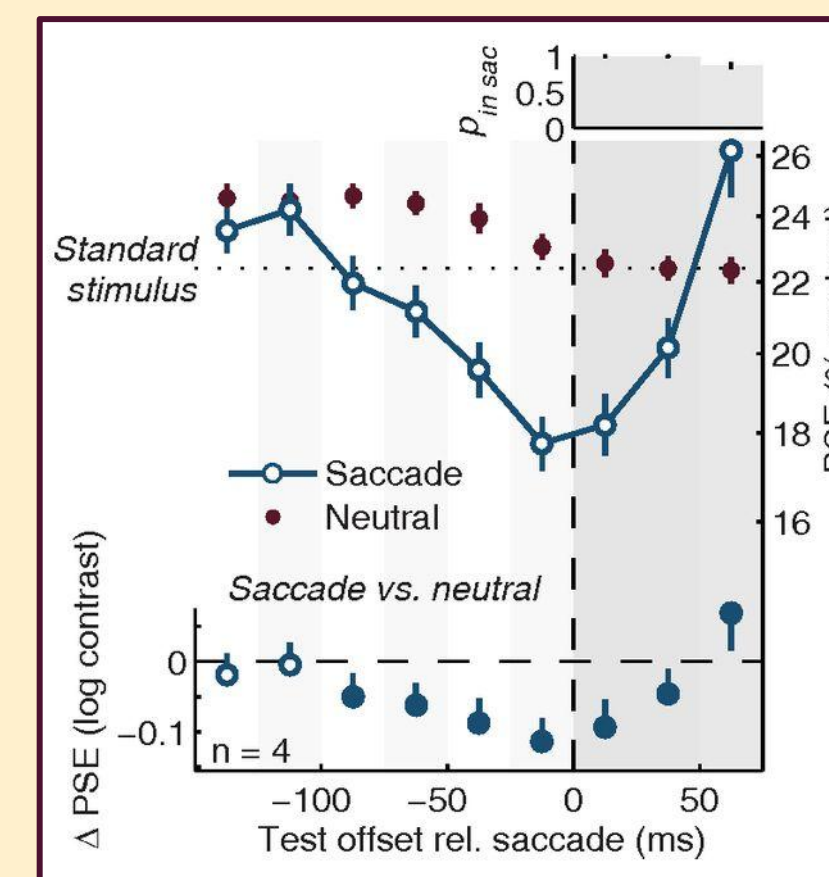 p in sac
1
0.5
0
26
24
22
20
18
16
Standard
stimulus
Saccade
Neutral
Saccade vs. neutral
Δ PSE (log contrast)
0
−0.1
n = 4
−100
−50
0
50
Test offset rel. saccade (ms)